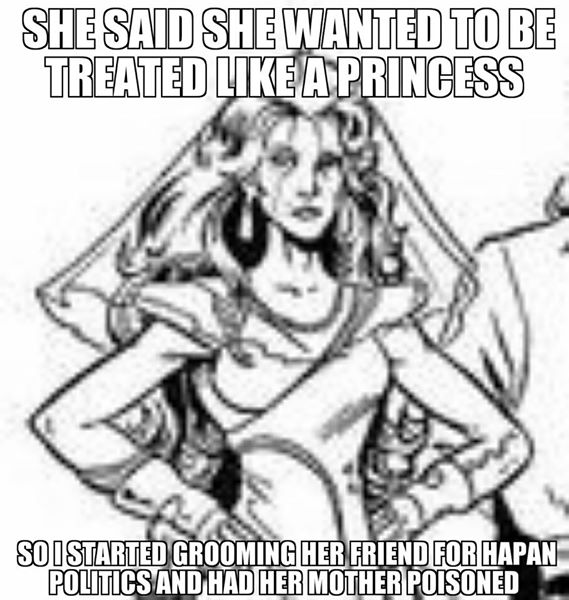 SHE SAID SHE WANTED TO BE
TREATED LIKE A PRINCESS
SO I STARTED GROOMING HER FRIEND FOR HAPAN
POLITICS AND HAD HER MOTHER POISONED